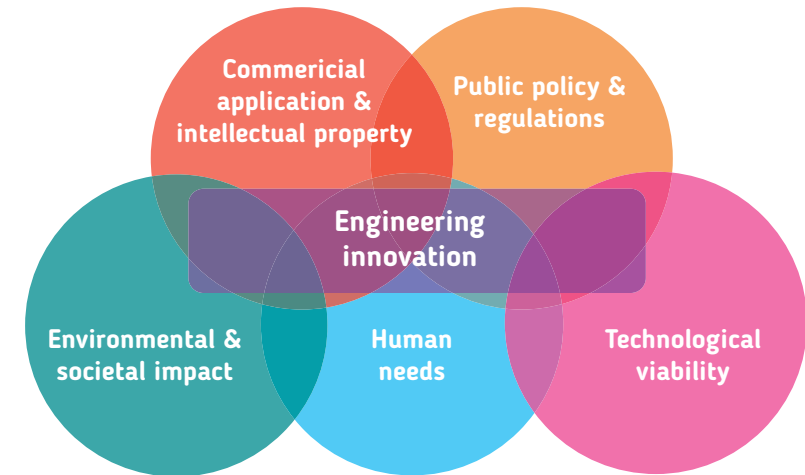 Commericial
application &
intellectual property
Public policy &
regulations
Engineering
innovation
Environmental &
societal impact
Human
needs
Technological
viability